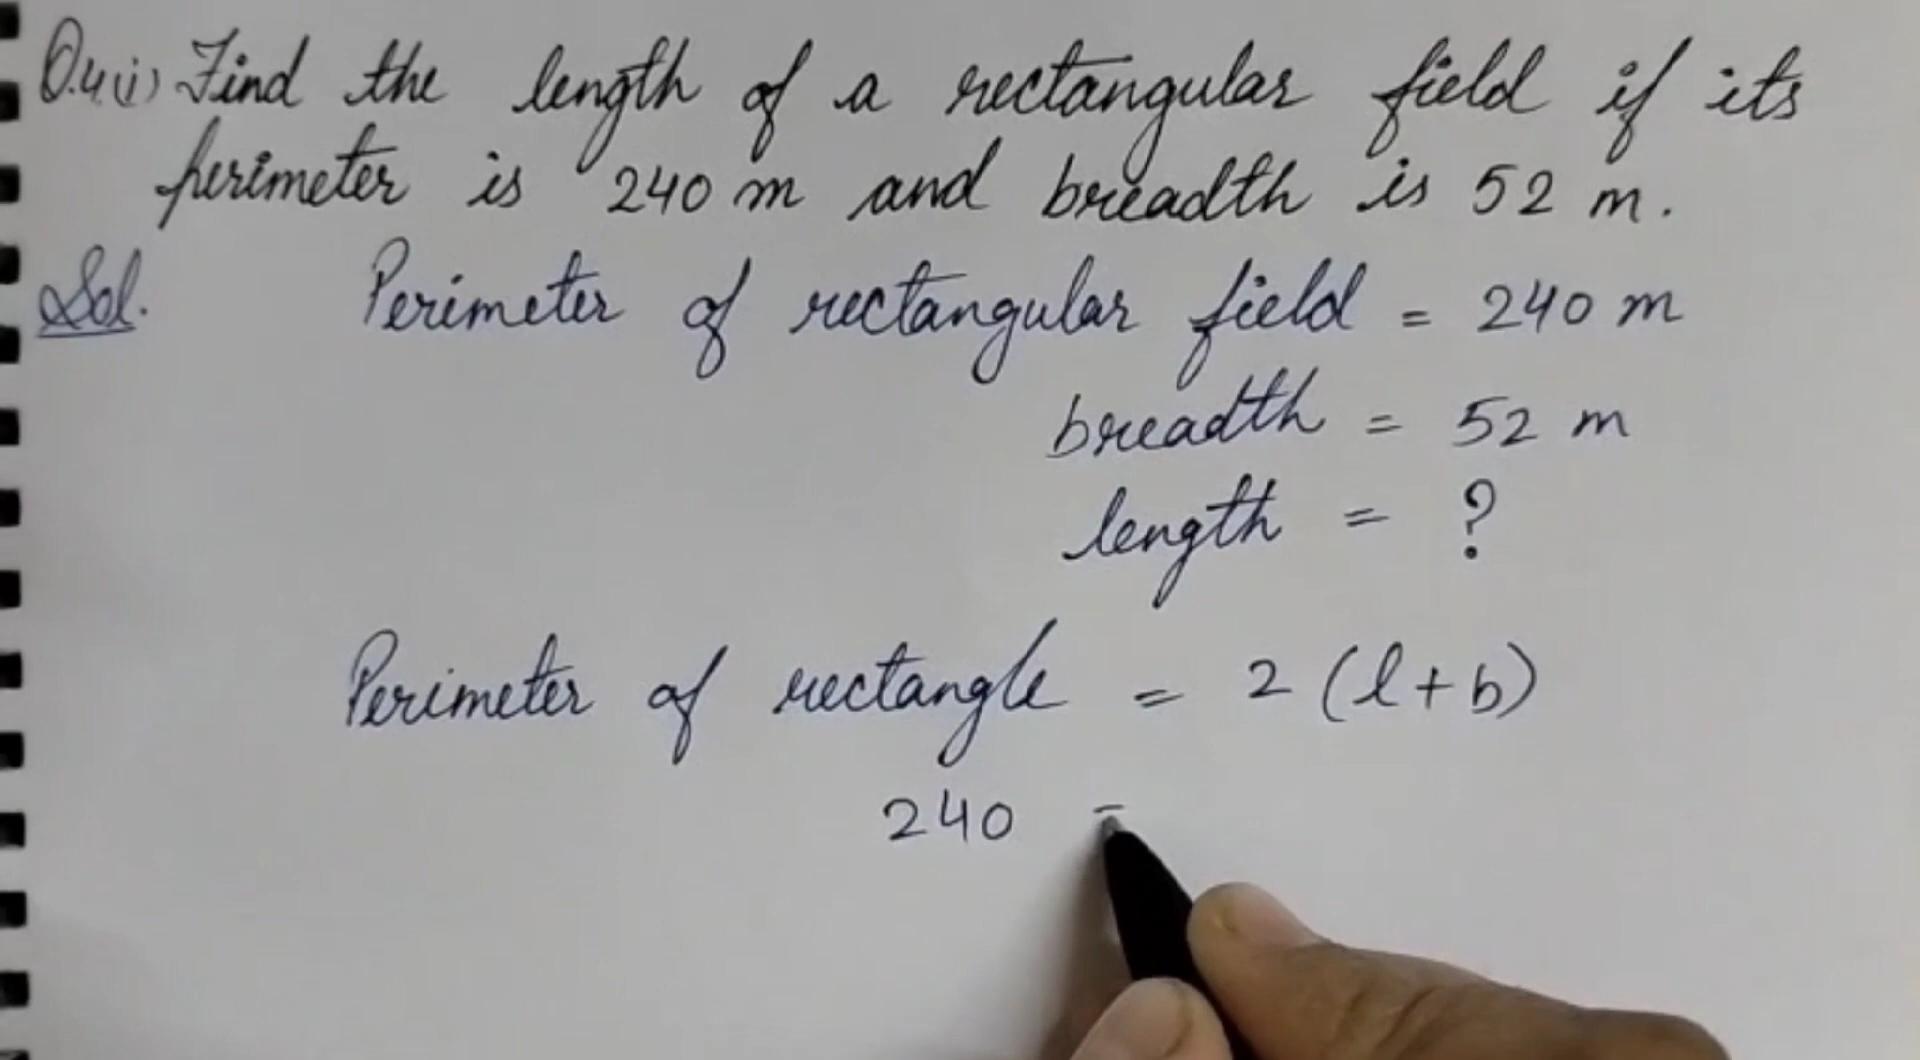 Q.4.(i) Find the length of a rectangular field if its
perimeter is 240 m and breadth is 52 m.
Sol. Perimeter of rectangular field = 240 m
breadth = 52 m
length = ?
Perimeter of rectangle = 2 (l+b)
240 =